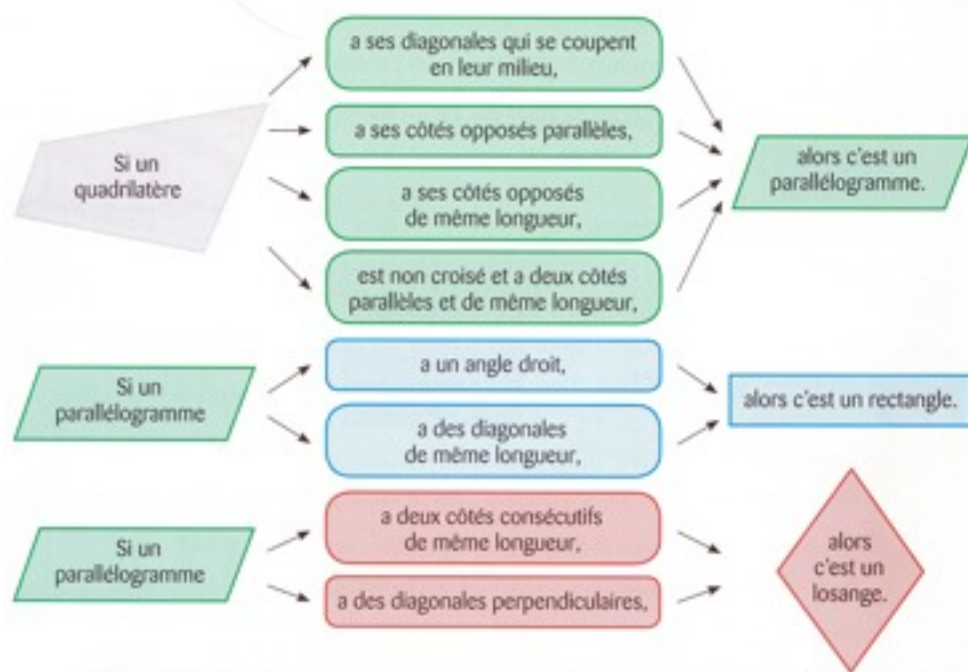 Si un
quadrilatère
a ses diagonales qui se coupent
en leur milieu,
a ses côtés opposés parallèles,
a ses côtés opposés
de même longueur,
est non croisé et a deux côtés
parallèles et de même longueur,
alors c'est un
parallélogramme.
Si un
parallélogramme
a un angle droit,
a des diagonales
de même longueur,
alors c'est un rectangle.
Si un
parallélogramme
a deux côtés consécutifs
de même longueur,
a des diagonales perpendiculaires,
alors
c'est un
losange.